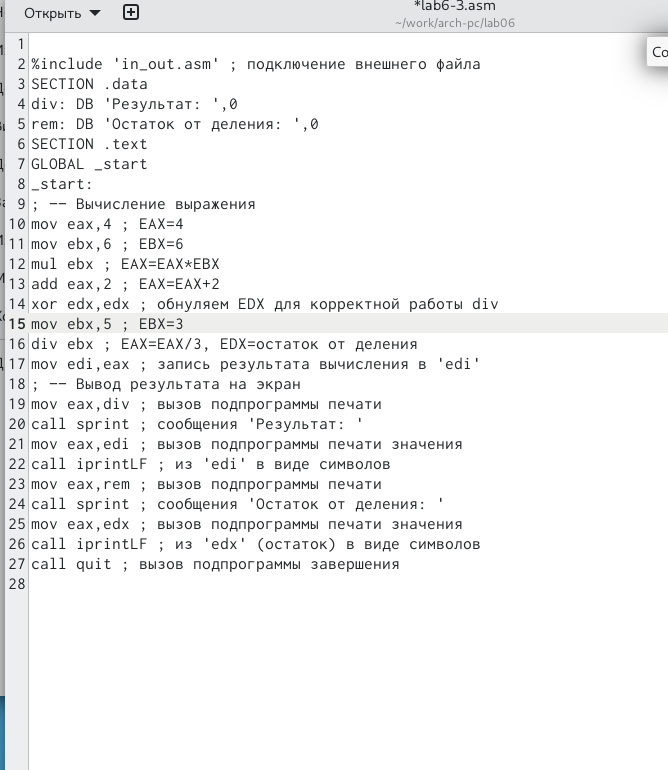 Открыть
*lab6-3.asm
~/work/arch-pc/lab06
Co
1
2 %include 'in_out.asm' ; подключение внешнего файла
3 SECTION .data
4 div: DB 'Результат: ',0
5 rem: DB 'Остаток от деления: ',0
6 SECTION .text
7 GLOBAL _start
8 _start:
9 ; -- Вычисление выражения
10 mov eax,4 ; EAX=4
11 mov ebx,6 ; EBX=6
12 mul ebx ; EAX=EAX*EBX
13 add eax,2 ; EAX=EAX+2
14 xor edx,edx ; обнуляем EDX для корректной работы div
15 mov ebx,5 ; EBX=3
16 div ebx ; EAX=EAX/3, EDX=остаток от деления
17 mov edi,eax ; запись результата вычисления в 'edi'
18 ; -- Вывод результата на экран
19 mov eax,div ; вызов подпрограммы печати
20 call sprint ; сообщения 'Результат: '
21 mov eax,edi ; вызов подпрограммы печати значения
22 call iprintLF ; из 'edi' в виде символов
23 mov eax,rem ; вызов подпрограммы печати
24 call sprint ; сообщения 'Остаток от деления: '
25 mov eax,edx ; вызов подпрограммы печати значения
26 call iprintLF ; из 'edx' (остаток) в виде символов
27 call quit ; вызов подпрограммы завершения
28